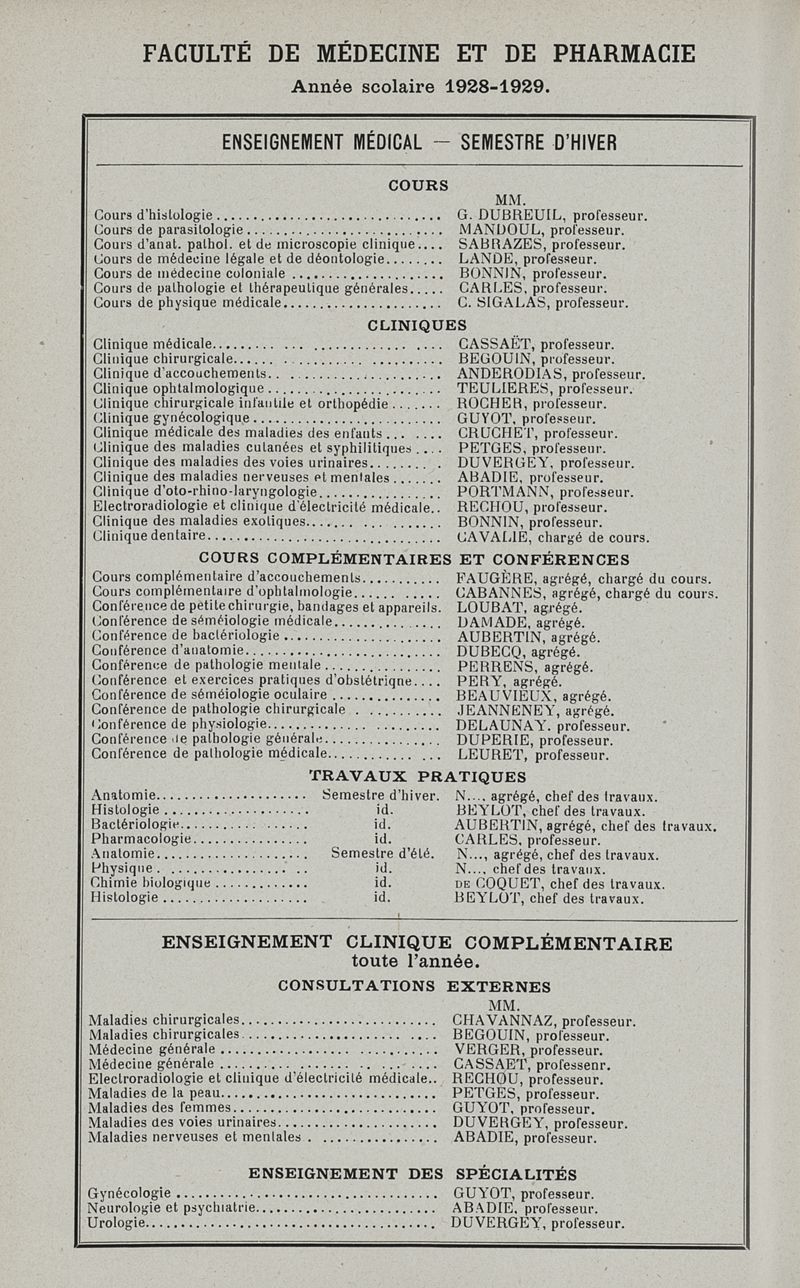 FACULTÉ DE MÉDECINE ET DE PHARMACIE
Année scolaire 1928-1929.
ENSEIGNEMENT MÉDICAL — SEMESTRE D'HIVER
COURS
MM.
Cours d'histologie.............................. G. DUBREUIL, professeur.
Cours de parasitologie.......................... MANDOUL, professeur.
Cours d'anat. pathol. et de microscopie clinique.... SABRAZES, professeur.
Cours de médecine légale et de déontologie........ LANDE, professeur.
Cours de médecine coloniale .................... BONNIN, professeur.
Cours de pathologie et thérapeutique générales..... CARLES, professeur.
Cours de physique médicale..................... C. SIGALAS, professeur.
CLINIQUES
Clinique médicale.............................. CASSAËT, professeur.
Clinique chirurgicale........................... BEGOUIN, professeur.
Clinique d'accouchements....................... ANDERODIAS, professeur.
Clinique ophtalmologique....................... TEULIERES, professeur.
Clinique chirurgicale infantile et orthopédie....... ROCHER, professeur.
Clinique gynécologique......................... GUYOT, professeur.
Clinique médicale des maladies des enfants....... CRUCHET, professeur.
Clinique des maladies cutanées et syphilitiques.... PETGES, professeur.
Clinique des maladies des voies urinaires......... DUVERGEY, professeur.
Clinique des maladies nerveuses et mentales....... ABADIE, professeur.
Clinique d'oto-rhino-laryngologie................ PORTMANN, professeur.
Electroradiologie et clinique d'électricité médicale.. RECHOU, professeur.
Clinique des maladies exotiques.................. BONNIN, professeur.
Clinique dentaire............................... CAVALIE, chargé de cours.
COURS COMPLÉMENTAIRES ET CONFÉRENCES
Cours complémentaire d'accouchements........... FAUGÈRE, agrégé, chargé du cours.
Cours complémentaire d'ophtalmologie........... CABANNES, agrégé, chargé du cours.
Conférence de petite chirurgie, bandages et appareils. LOUBAT, agrégé.
Conférence de séméiologie médicale.............. DAMADE, agrégé.
Conférence de bactériologie..................... AUBERTIN, agrégé.
Conférence d'anatomie.......................... DUBECQ, agrégé.
Conférence de pathologie mentale................ PERRENS, agrégé.
Conférence et exercices pratiques d'obstétrique.... PERY, agrégé.
Conférence de séméiologie oculaire............... BEAUVIEUX, agrégé.
Conférence de pathologie chirurgicale............ JEANNENEY, agrégé.
Conférence de physiologie....................... DELAUNAY. professeur.
Conférence de pathologie générale................ DUPERIE, professeur.
Conférence de pathologie médicale............... LEURET, professeur.
TRAVAUX PRATIQUES
Anatomie..................... Semestre d'hiver. N..., agrégé, chef des travaux.
Histologie.................... id. BEYLOT, chef des travaux.
Bactériologie.................. id. AUBERTIN, agrégé, chef des travaux.
Pharmacologie................ id. CARLES, professeur.
Anatomie..................... Semestre d'été. N..., agrégé, chef des travaux.
Physique..................... id. N..., chef des travaux.
Chimie biologique............. id. DE COQUET, chef des travaux.
Histologie.................... id. BEYLOT, chef des travaux.
ENSEIGNEMENT CLINIQUE COMPLÉMENTAIRE
toute l'année.
CONSULTATIONS EXTERNES
MM.
Maladies chirurgicales........................... CHAVANNAZ, professeur.
Maladies chirurgicales........................... BEGOUIN, professeur.
Médecine générale.............................. VERGER, professeur.
Médecine générale.............................. CASSAET, professenr.
Electroradiologie et clinique d'électricité médicale.. RECHOU, professeur.
Maladies de la peau............................. PETGES, professeur.
Maladies des femmes............................ GUYOT, professeur.
Maladies des voies urinaires...................... DUVERGEY, professeur.
Maladies nerveuses et mentales.................. ABADIE, professeur.
ENSEIGNEMENT DES SPÉCIALITÉS
Gynécologie.................................... GUYOT, professeur.
Neurologie et psychiatrie........................ ABADIE, professeur.
Urologie....................................... DUVERGEY, professeur.